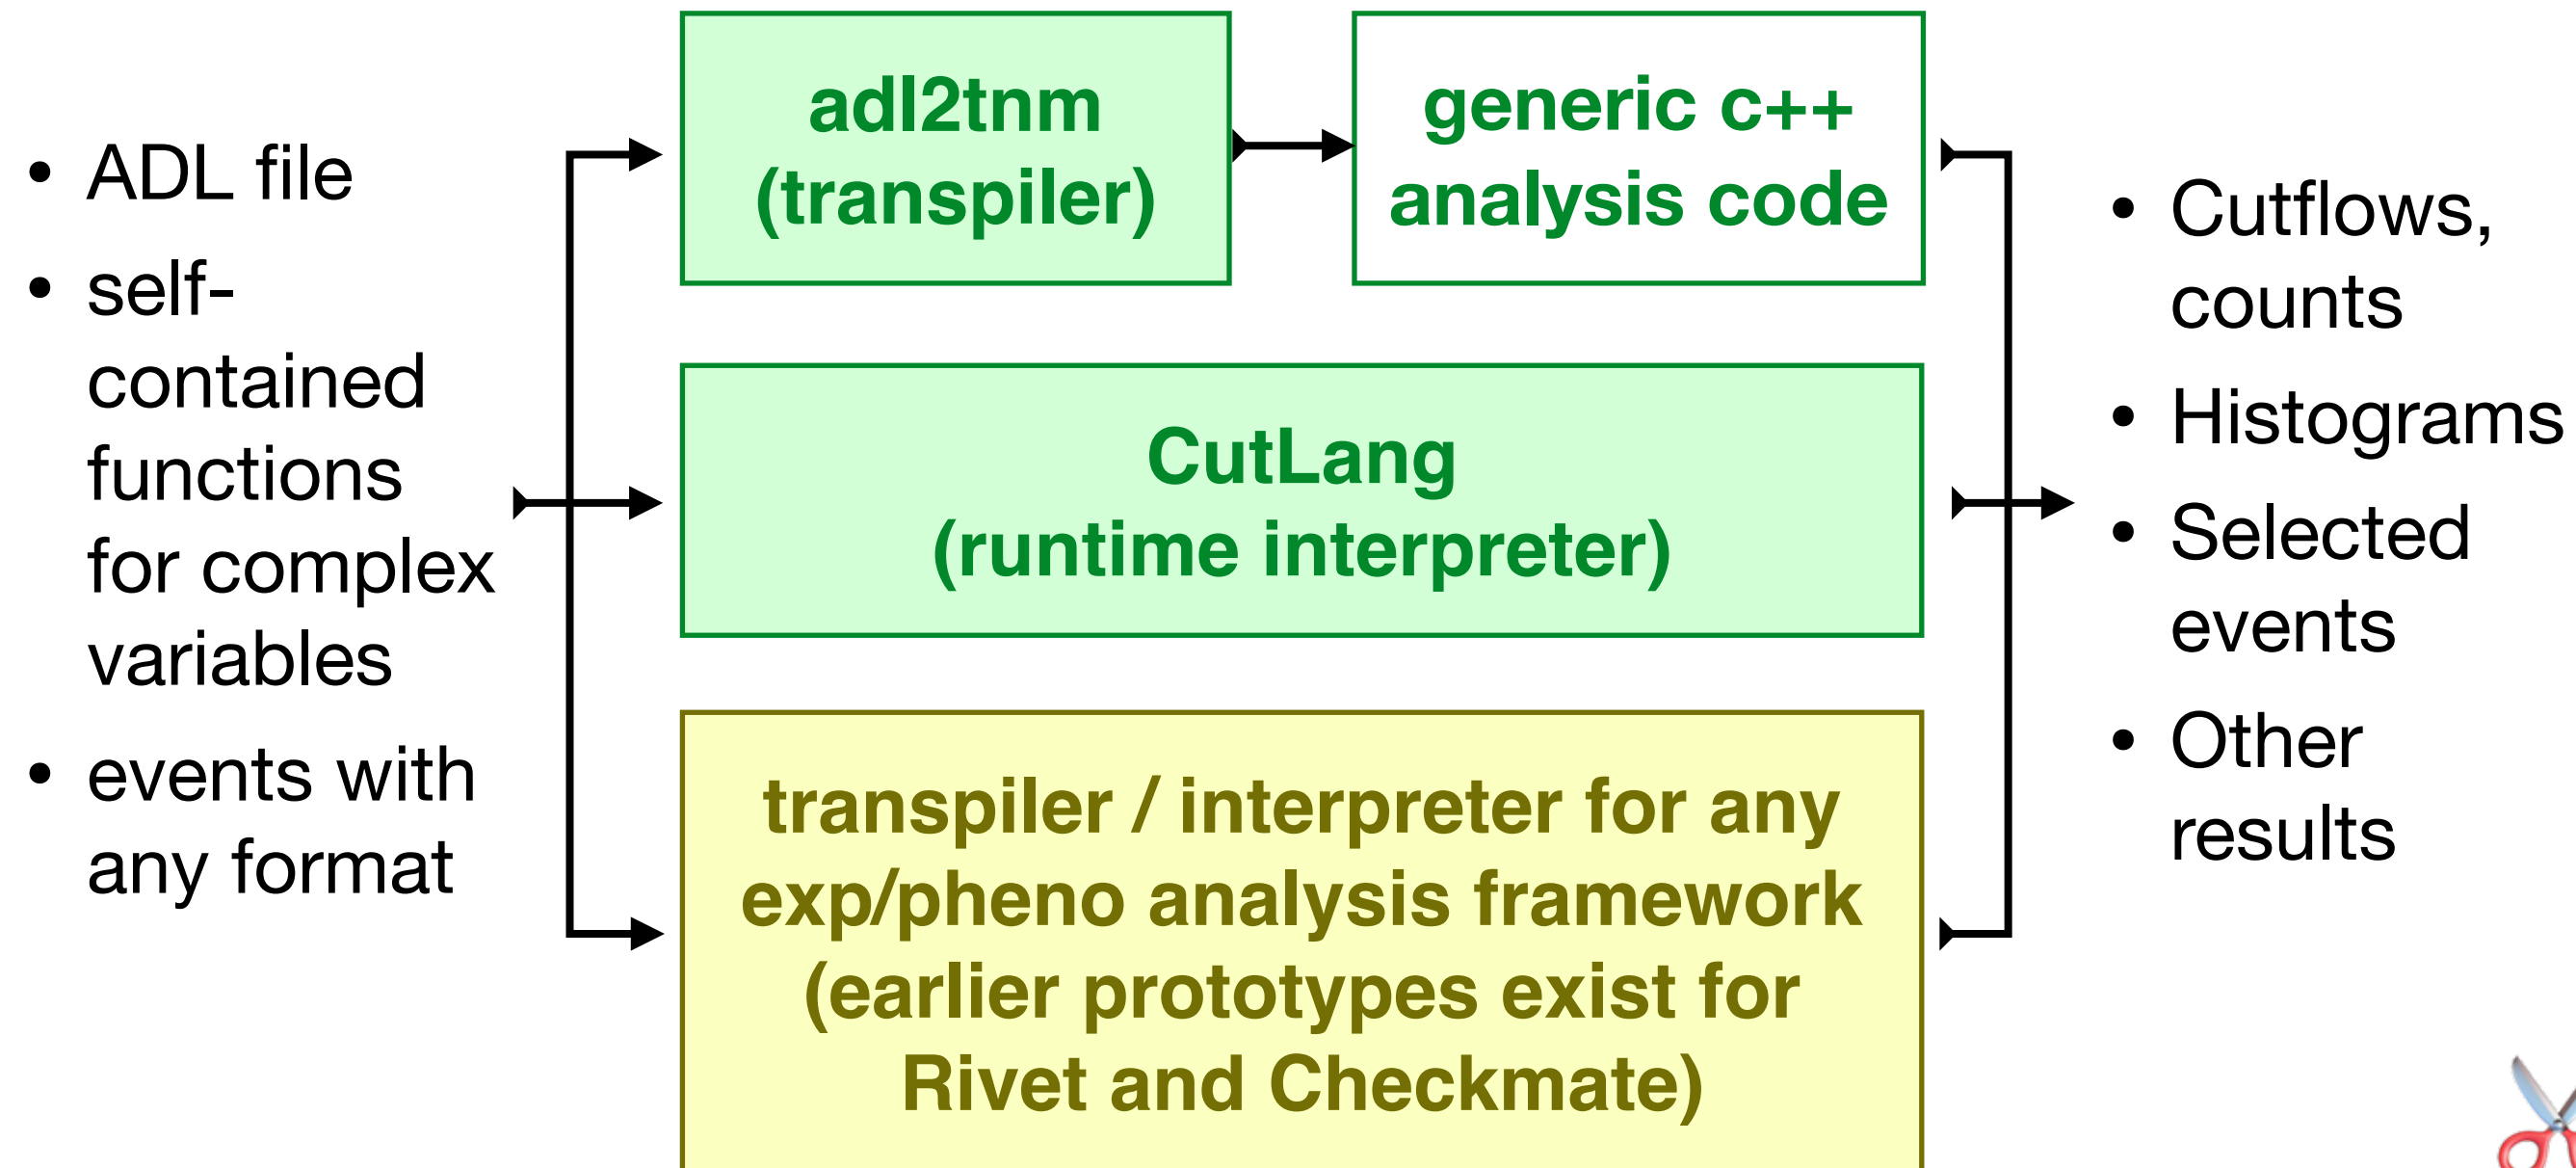 • ADL file
• self-
contained
functions
for complex
variables
• events with
any format
adl2tnm
(transpiler)
generic c++
analysis code
CutLang
(runtime interpreter)
transpiler / interpreter for any
exp/pheno analysis framework
(earlier prototypes exist for
Rivet and Checkmate)
• Cutflows,
counts
• Histograms
• Selected
events
• Other
results